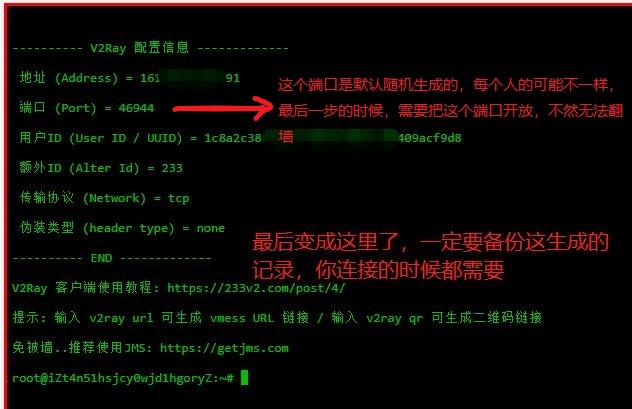 ---------- V2Ray 配置信息 -------------
地址 (Address) = 161 91
端口 (Port) = 46944
这个端口是默认随机生成的，每个人的可能不一样，
最后一步的时候，需要把这个端口开放，不然无法翻
墙
用户ID (User ID / UUID) = 1c8a2c38 409acf9d8
额外ID (Alter Id) = 233
传输协议 (Network) = tcp
伪装类型 (header type) = none
最后变成这里了，一定要备份这生成的
记录，你连接的时候都需要
---------- END -------------
V2Ray 客户端使用教程: https://233v2.com/post/4/
提示: 输入 v2ray url 可生成 vmess URL 链接 / 输入 v2ray qr 可生成二维码链接
免被墙..推荐使用JMS: https://getjms.com
root@iZt4n51hsjcy0wjd1hgoryZ:~#